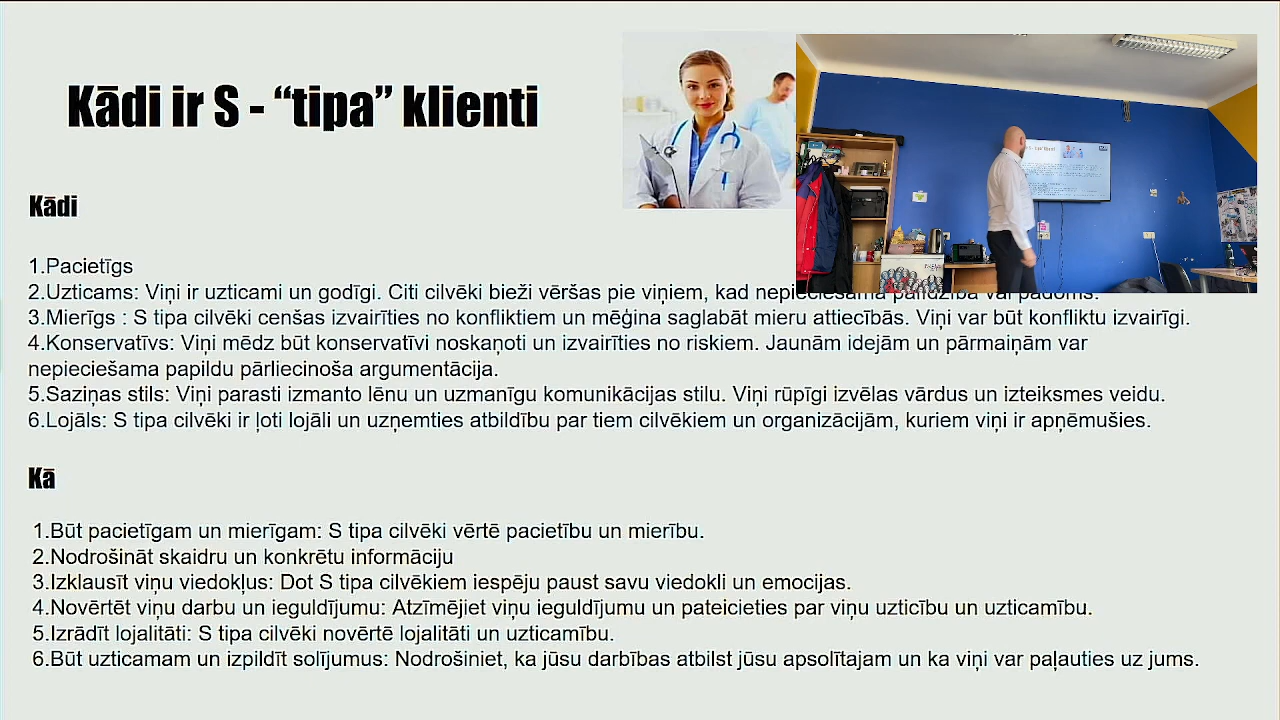 Kādi ir S - “tipa” klienti
Kādi
1.Pacietīgs
2.Uzticams: Viņi ir uzticami un godīgi. Citi cilvēki bieži vēršas pie viņiem, kad nepieciešama palīdzība vai padoms.
3.Mierīgs : S tipa cilvēki cenšas izvairīties no konfliktiem un mēģina saglabāt mieru attiecībās. Viņi var būt konfliktu izvairīgi.
4.Konservatīvs: Viņi mēdz būt konservatīvi noskaņoti un izvairīties no riskiem. Jaunām idejām un pārmaiņām var
nepieciešama papildu pārliecinoša argumentācija.
5.Saziņas stils: Viņi parasti izmanto lēnu un uzmanīgu komunikācijas stilu. Viņi rūpīgi izvēlas vārdus un izteiksmes veidu.
6.Lojāls: S tipa cilvēki ir ļoti lojāli un uzņemties atbildību par tiem cilvēkiem un organizācijām, kuriem viņi ir apņēmušies.
Kā
1.Būt pacietīgam un mierīgam: S tipa cilvēki vērtē pacietību un mierību.
2.Nodrošināt skaidru un konkrētu informāciju
3.Izklausīt viņu viedokļus: Dot S tipa cilvēkiem iespēju paust savu viedokli un emocijas.
4.Novērtēt viņu darbu un ieguldījumu: Atzīmējiet viņu ieguldījumu un pateicieties par viņu uzticību un uzticamību.
5.Izrādīt lojalitāti: S tipa cilvēki novērtē lojalitāti un uzticamību.
6.Būt uzticamam un izpildīt solījumus: Nodrošiniet, ka jūsu darbības atbilst jūsu apsolītajam un ka viņi var paļauties uz jums.